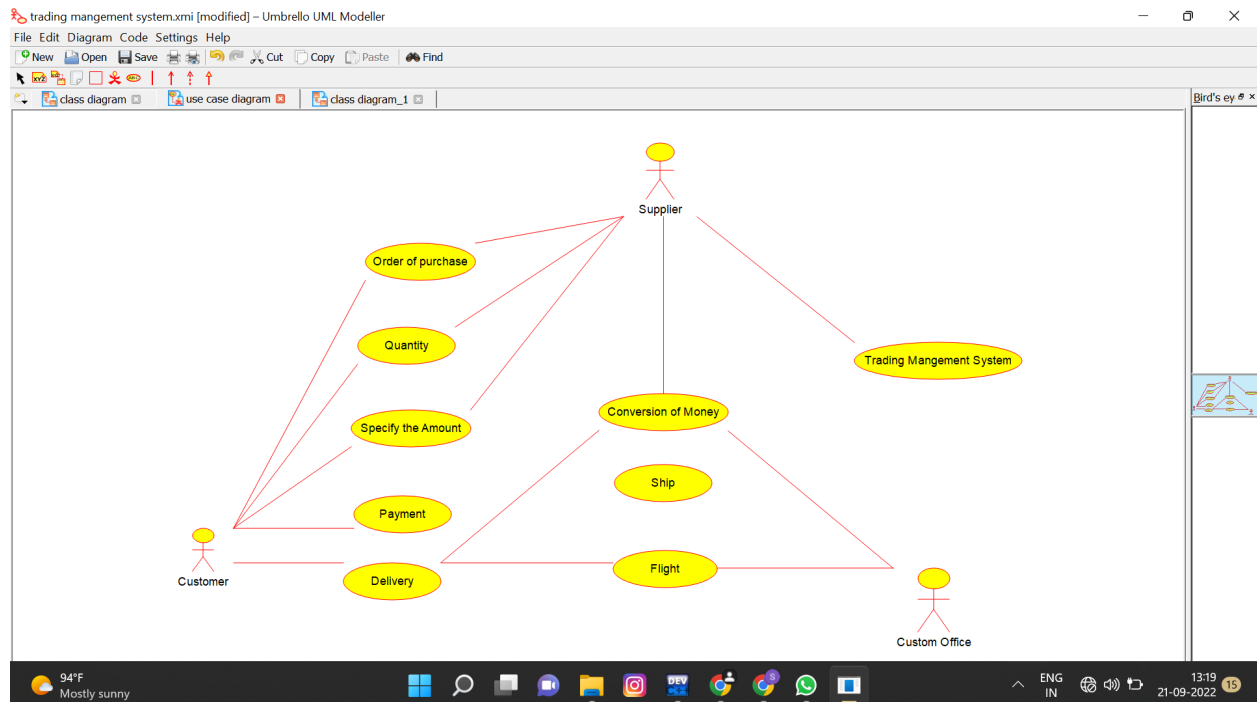 trading mangement system.xmi [modified] – Umbrello UML Modeller
File Edit Diagram Code Settings Help
New Open Save Cut Copy Paste Find
XYZ ABC
class diagram use case diagram class diagram_1
Bird's ey
Supplier
Order of purchase
Quantity
Trading Mangement System
Conversion of Money
Specify the Amount
Ship
Payment
Flight
Customer
Delivery
Custom Office
94°F
Mostly sunny
DEV
S
ENG
IN
13:19
21-09-2022
15